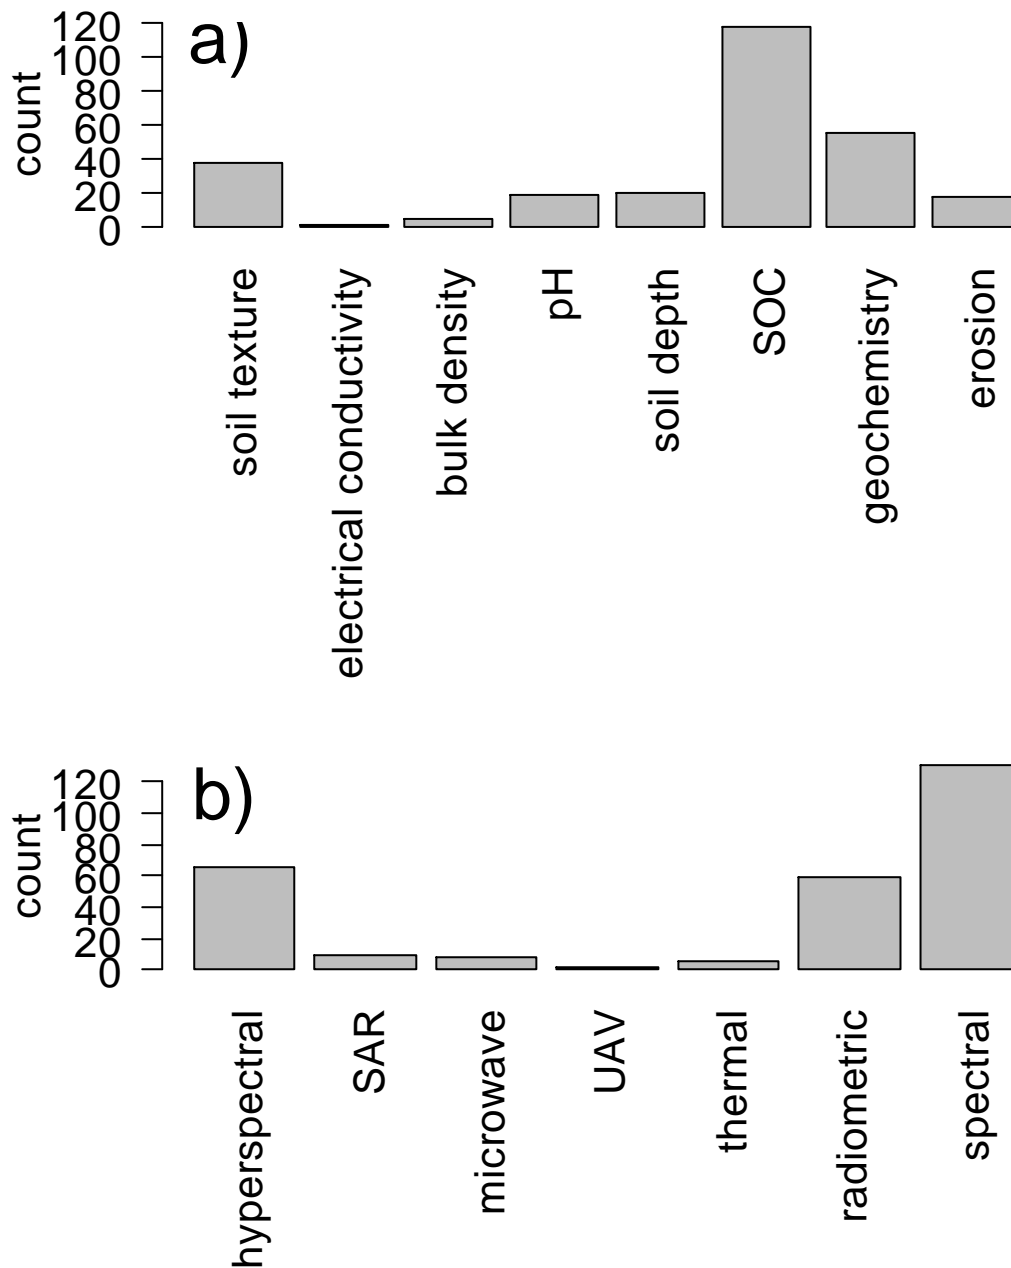 a)
count
120
100
80
60
40
20
0
soil texture
electrical conductivity
bulk density
pH
soil depth
SOC
geochemistry
erosion
b)
count
120
100
80
60
40
20
0
hyperspectral
SAR
microwave
UAV
thermal
radiometric
spectral